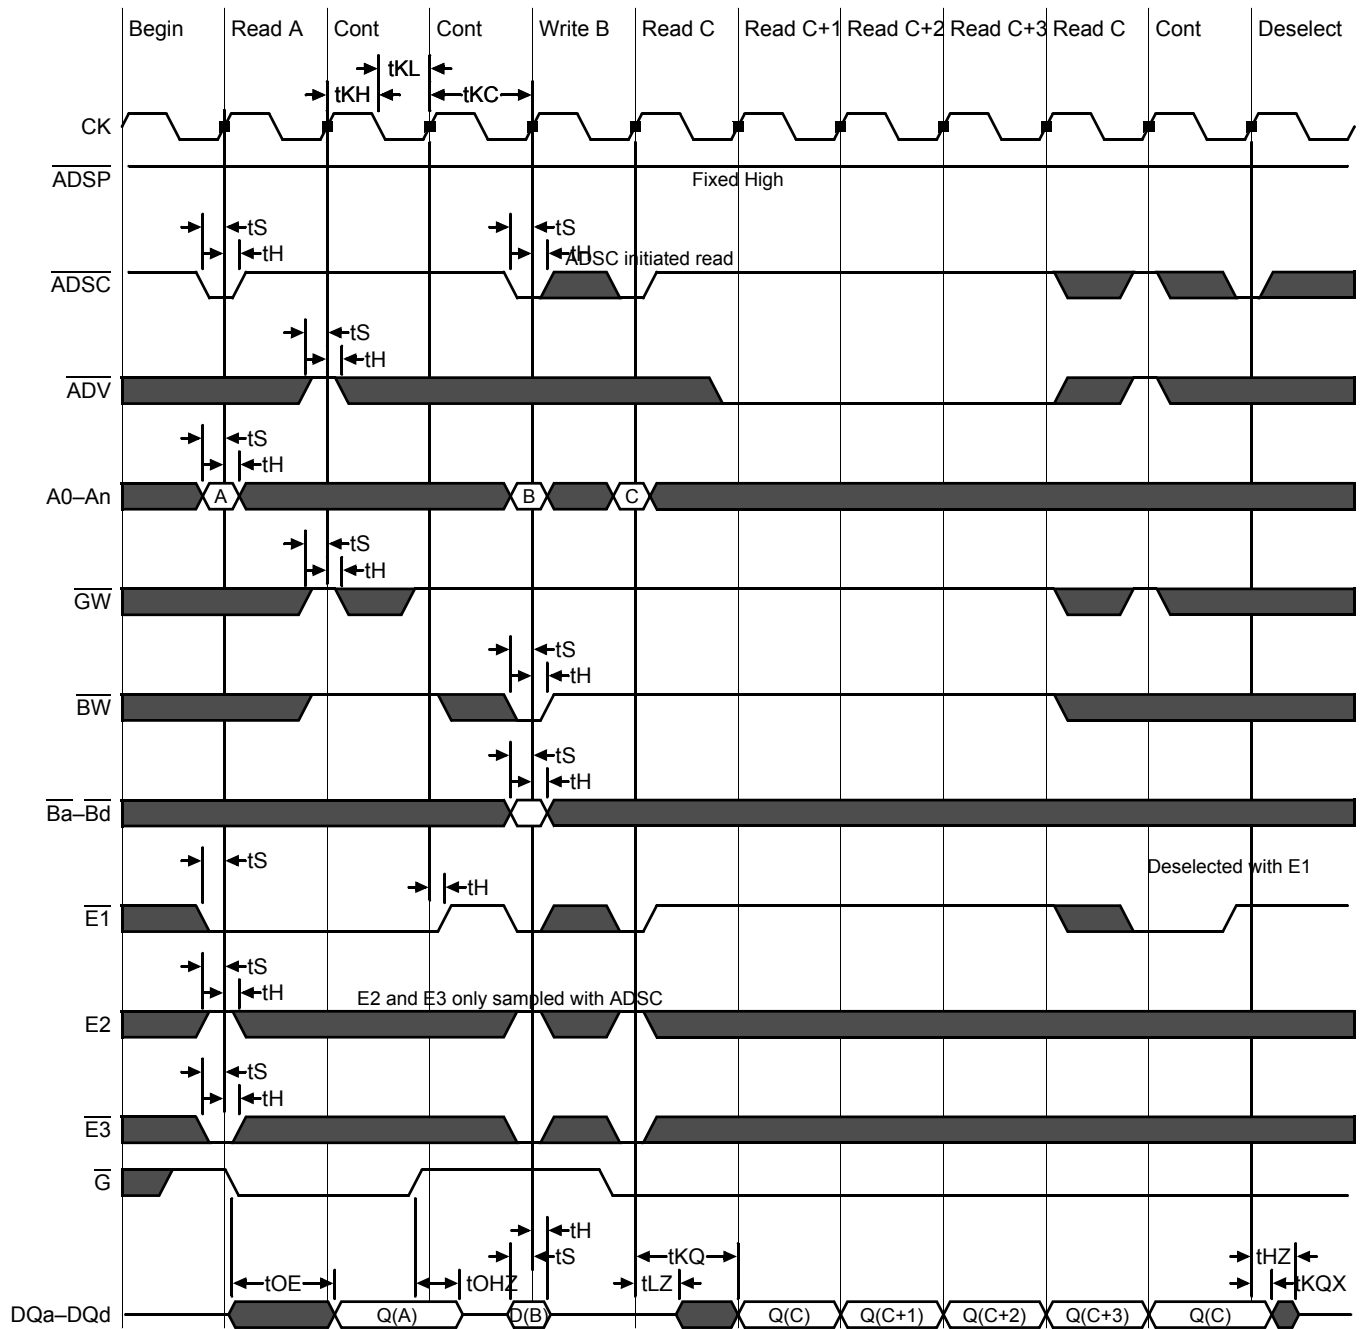 Begin Read A Cont Cont Write B Read C Read C+1 Read C+2 Read C+3 Read C Cont Deselect
tKL
tKH tKC
CK
ADSP
Fixed High
tS tS
tH tH
ADSC initiated read
ADSC
tS
tH
ADV
tS
tH
A0–An A B C
tS
tH
GW
tS
tH
BW
tS
tH
Ba–Bd
tS Deselected with E1
tH
E1
tS
tH E2 and E3 only sampled with ADSC
E2
tS
tH
E3
G
tH
tS tKQ tHZ
tOE tOHZ tLZ tKQX
DQa–DQd Q(A) D(B) Q(C) Q(C+1) Q(C+2) Q(C+3) Q(C)